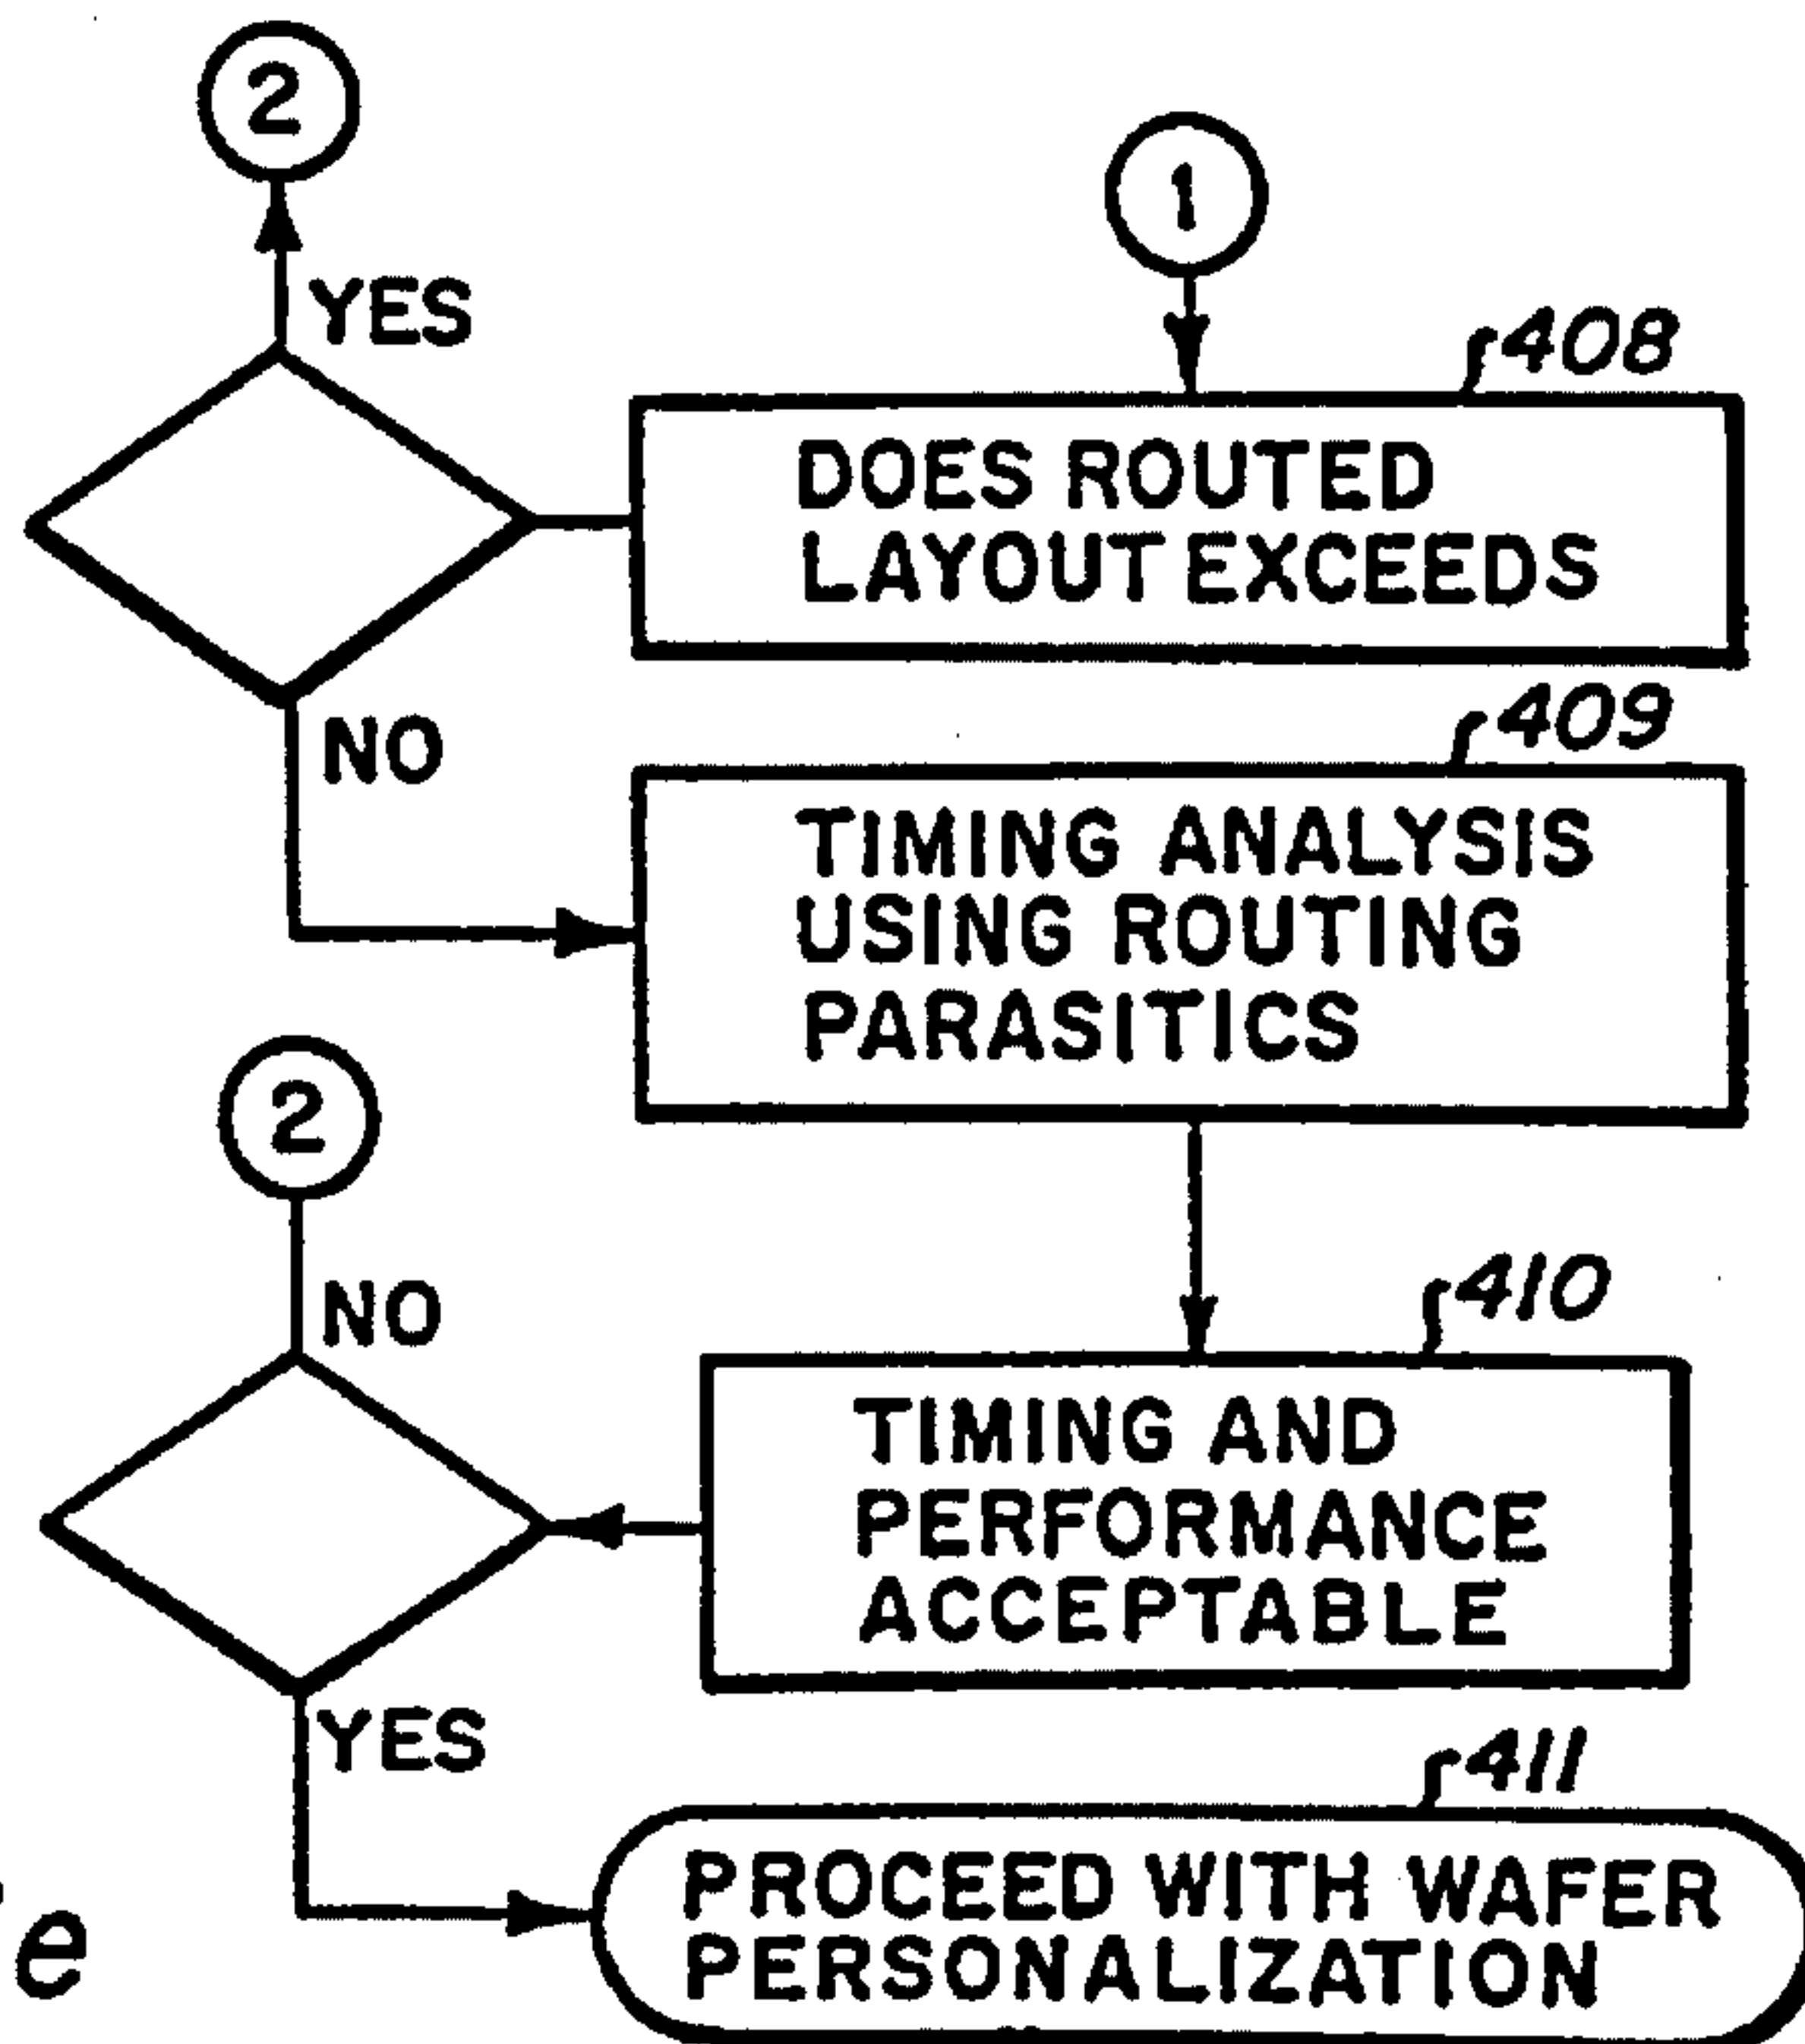 2
1
YES
408
DOES ROUTED
LAYOUT EXCEEDS
NO
409
TIMING ANALYSIS
USING ROUTING
PARASITICS
2
NO
410
TIMING AND
PERFORMANCE
ACCEPTABLE
YES
411
PROCEED WITH WAFER
PERSONALIZATION
e